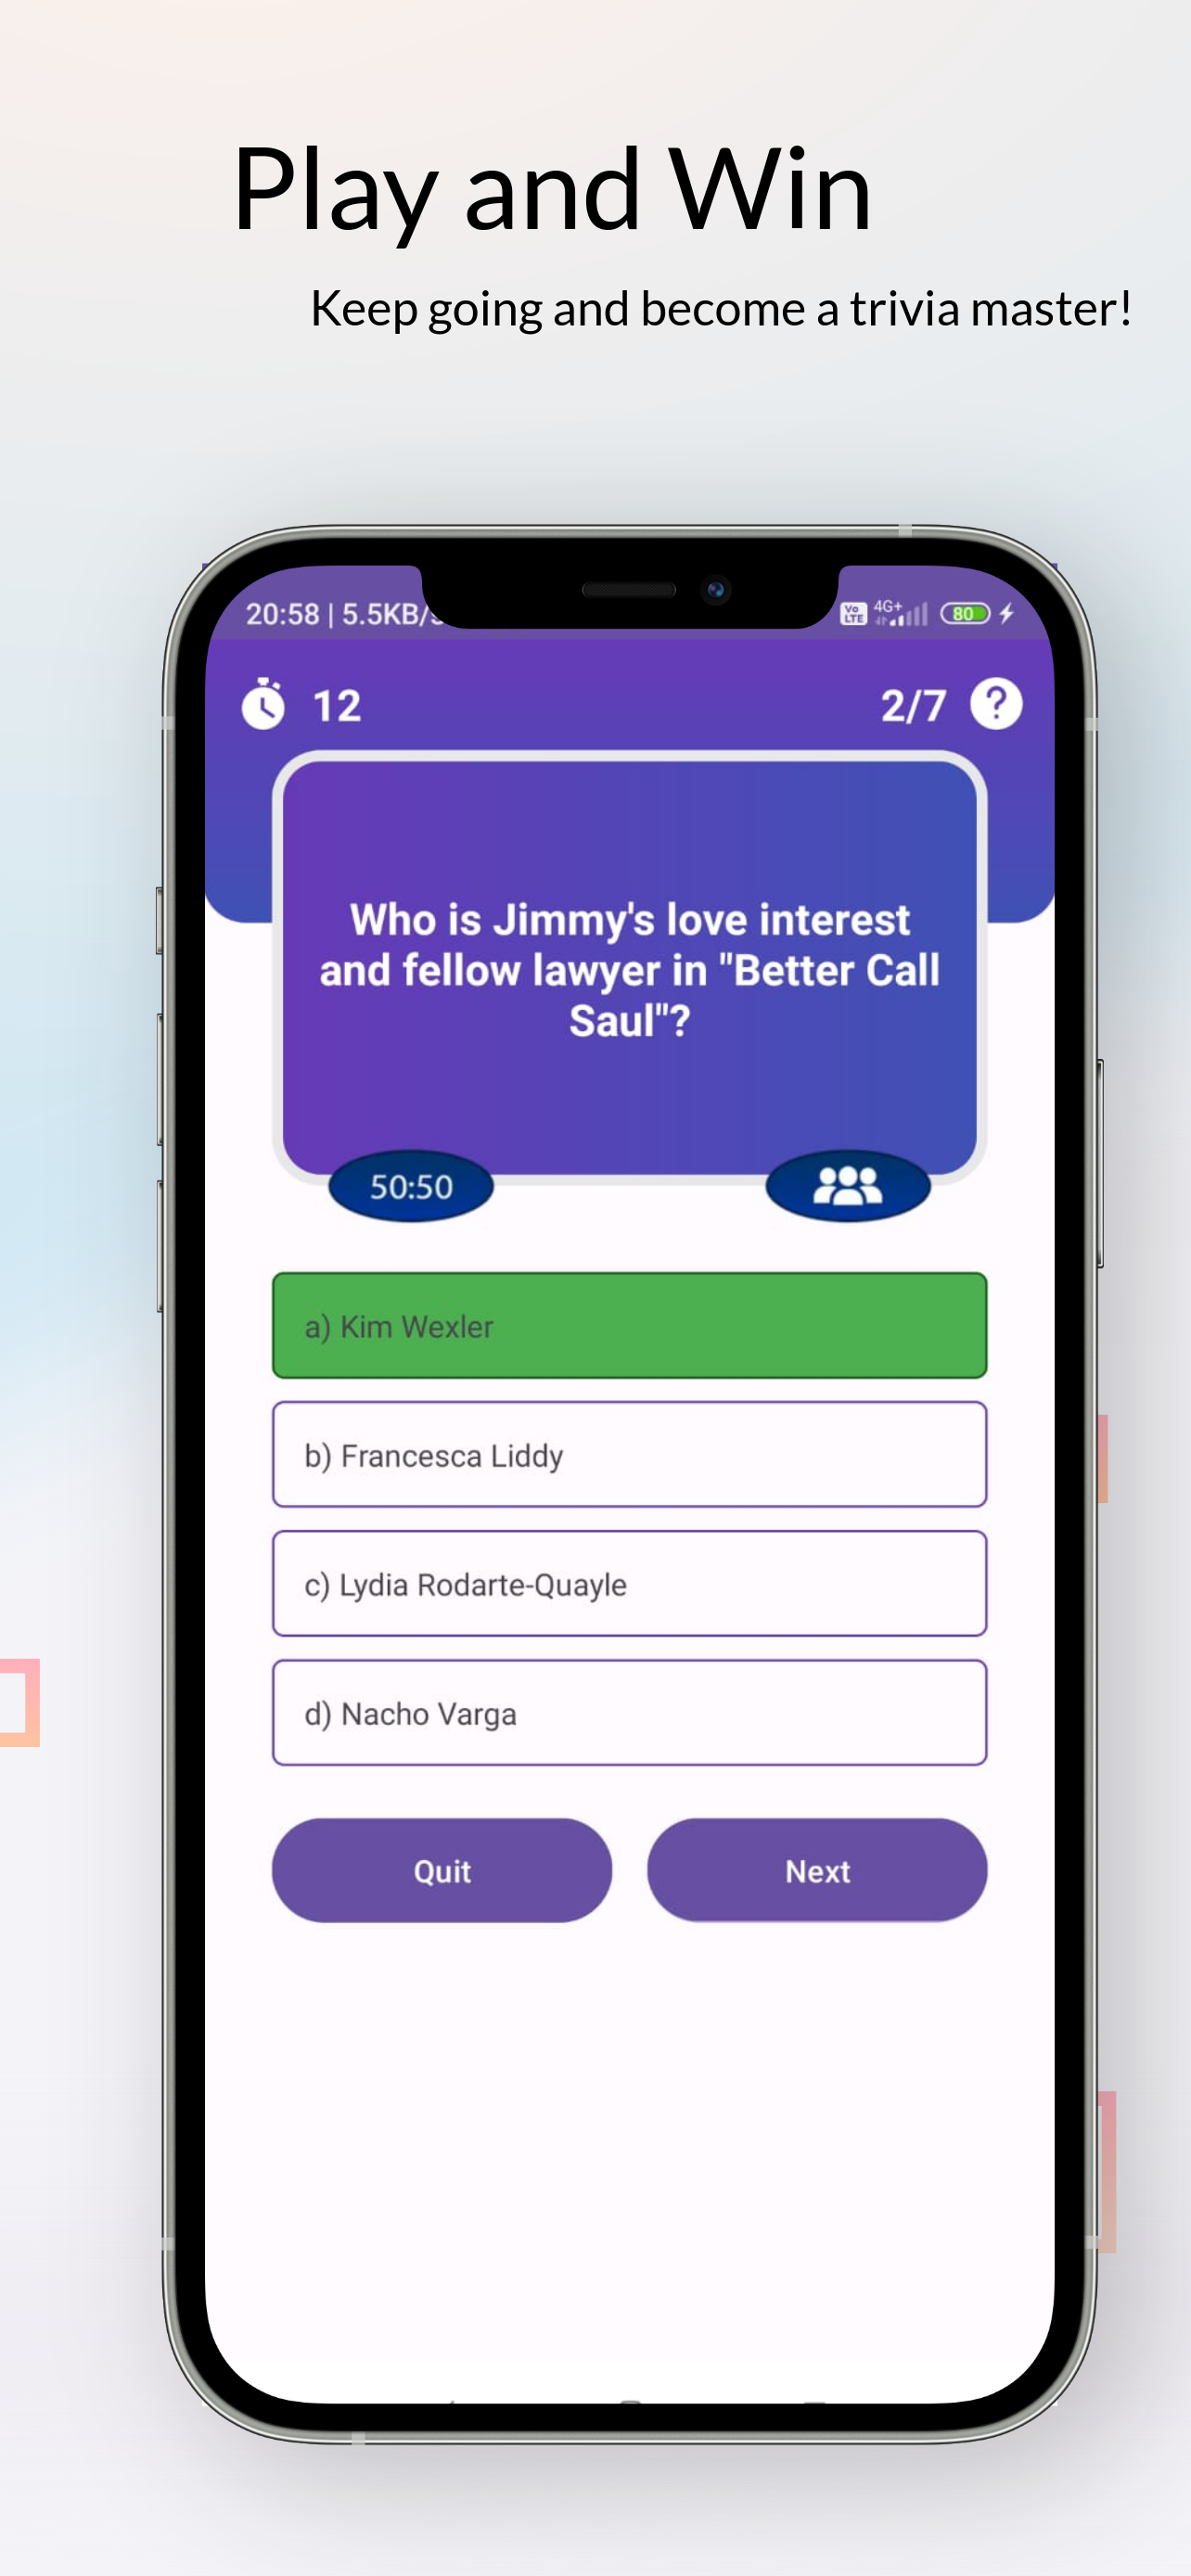 Play and Win
Keep going and become a trivia master!
20:58 | 5.5KB/
Vo LTE 4G+ 80
12
2/7 ?
Who is Jimmy's love interest
and fellow lawyer in "Better Call
Saul"?
50:50
a) Kim Wexler
b) Francesca Liddy
c) Lydia Rodarte-Quayle
d) Nacho Varga
Quit
Next